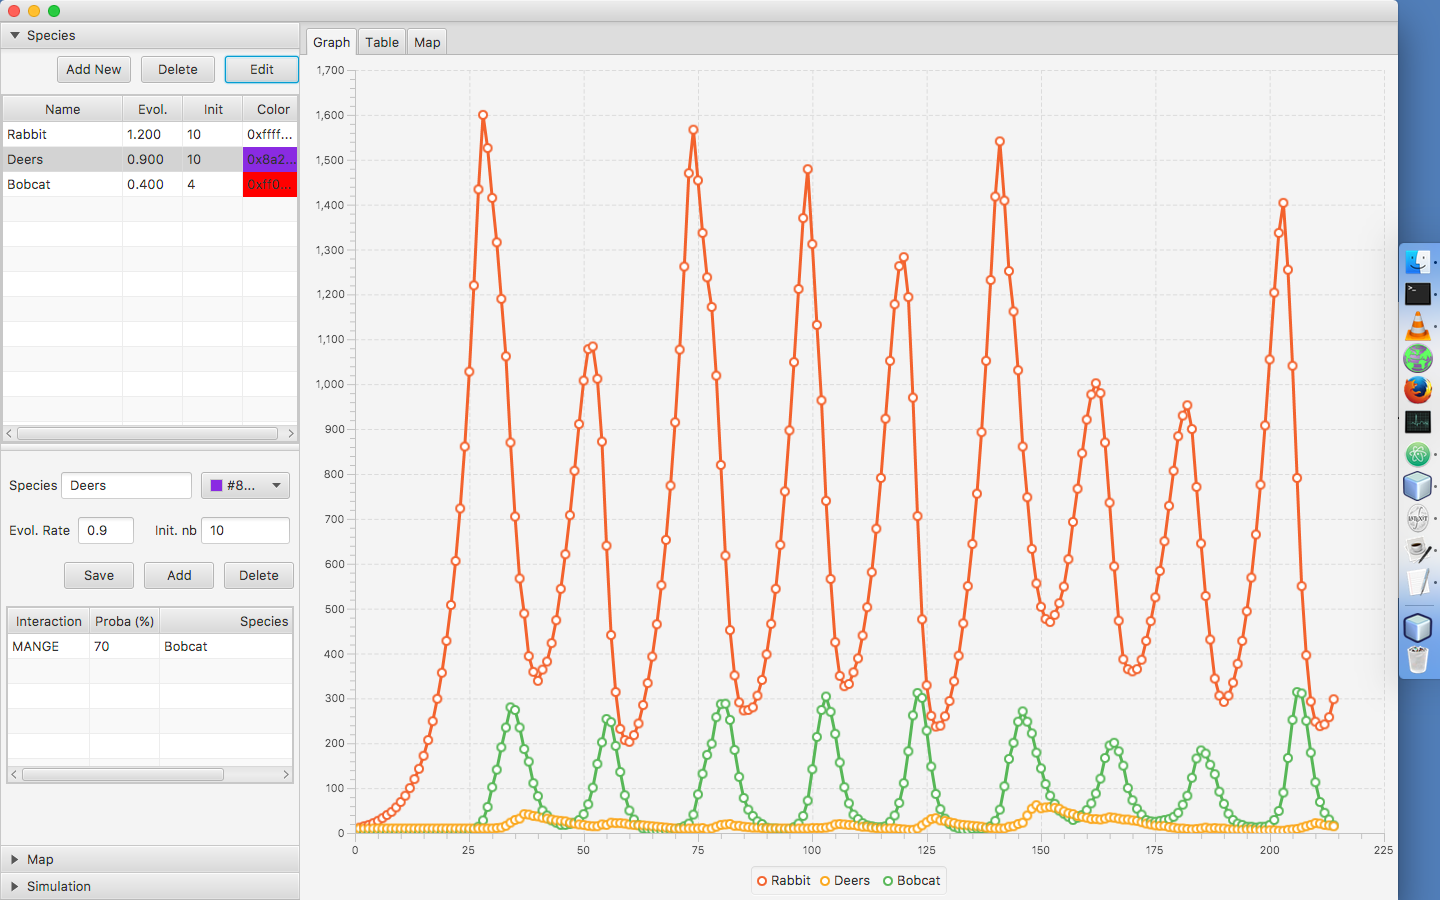 Species
Add New Delete Edit
Name Evol. Init Color
Rabbit 1.200 10 0xffff...
Deers 0.900 10 0x8a2...
Bobcat 0.400 4 0xff0...
Species Deers #8...
Evol. Rate 0.9 Init. nb 10
Save Add Delete
Interaction Proba (%) Species
MANGE 70 Bobcat
Map
Simulation
Graph Table Map
1,700
1,600
1,500
1,400
1,300
1,200
1,100
1,000
900
800
700
600
500
400
300
200
100
0
0 25 50 75 100 125 150 175 200 225
Rabbit Deers Bobcat